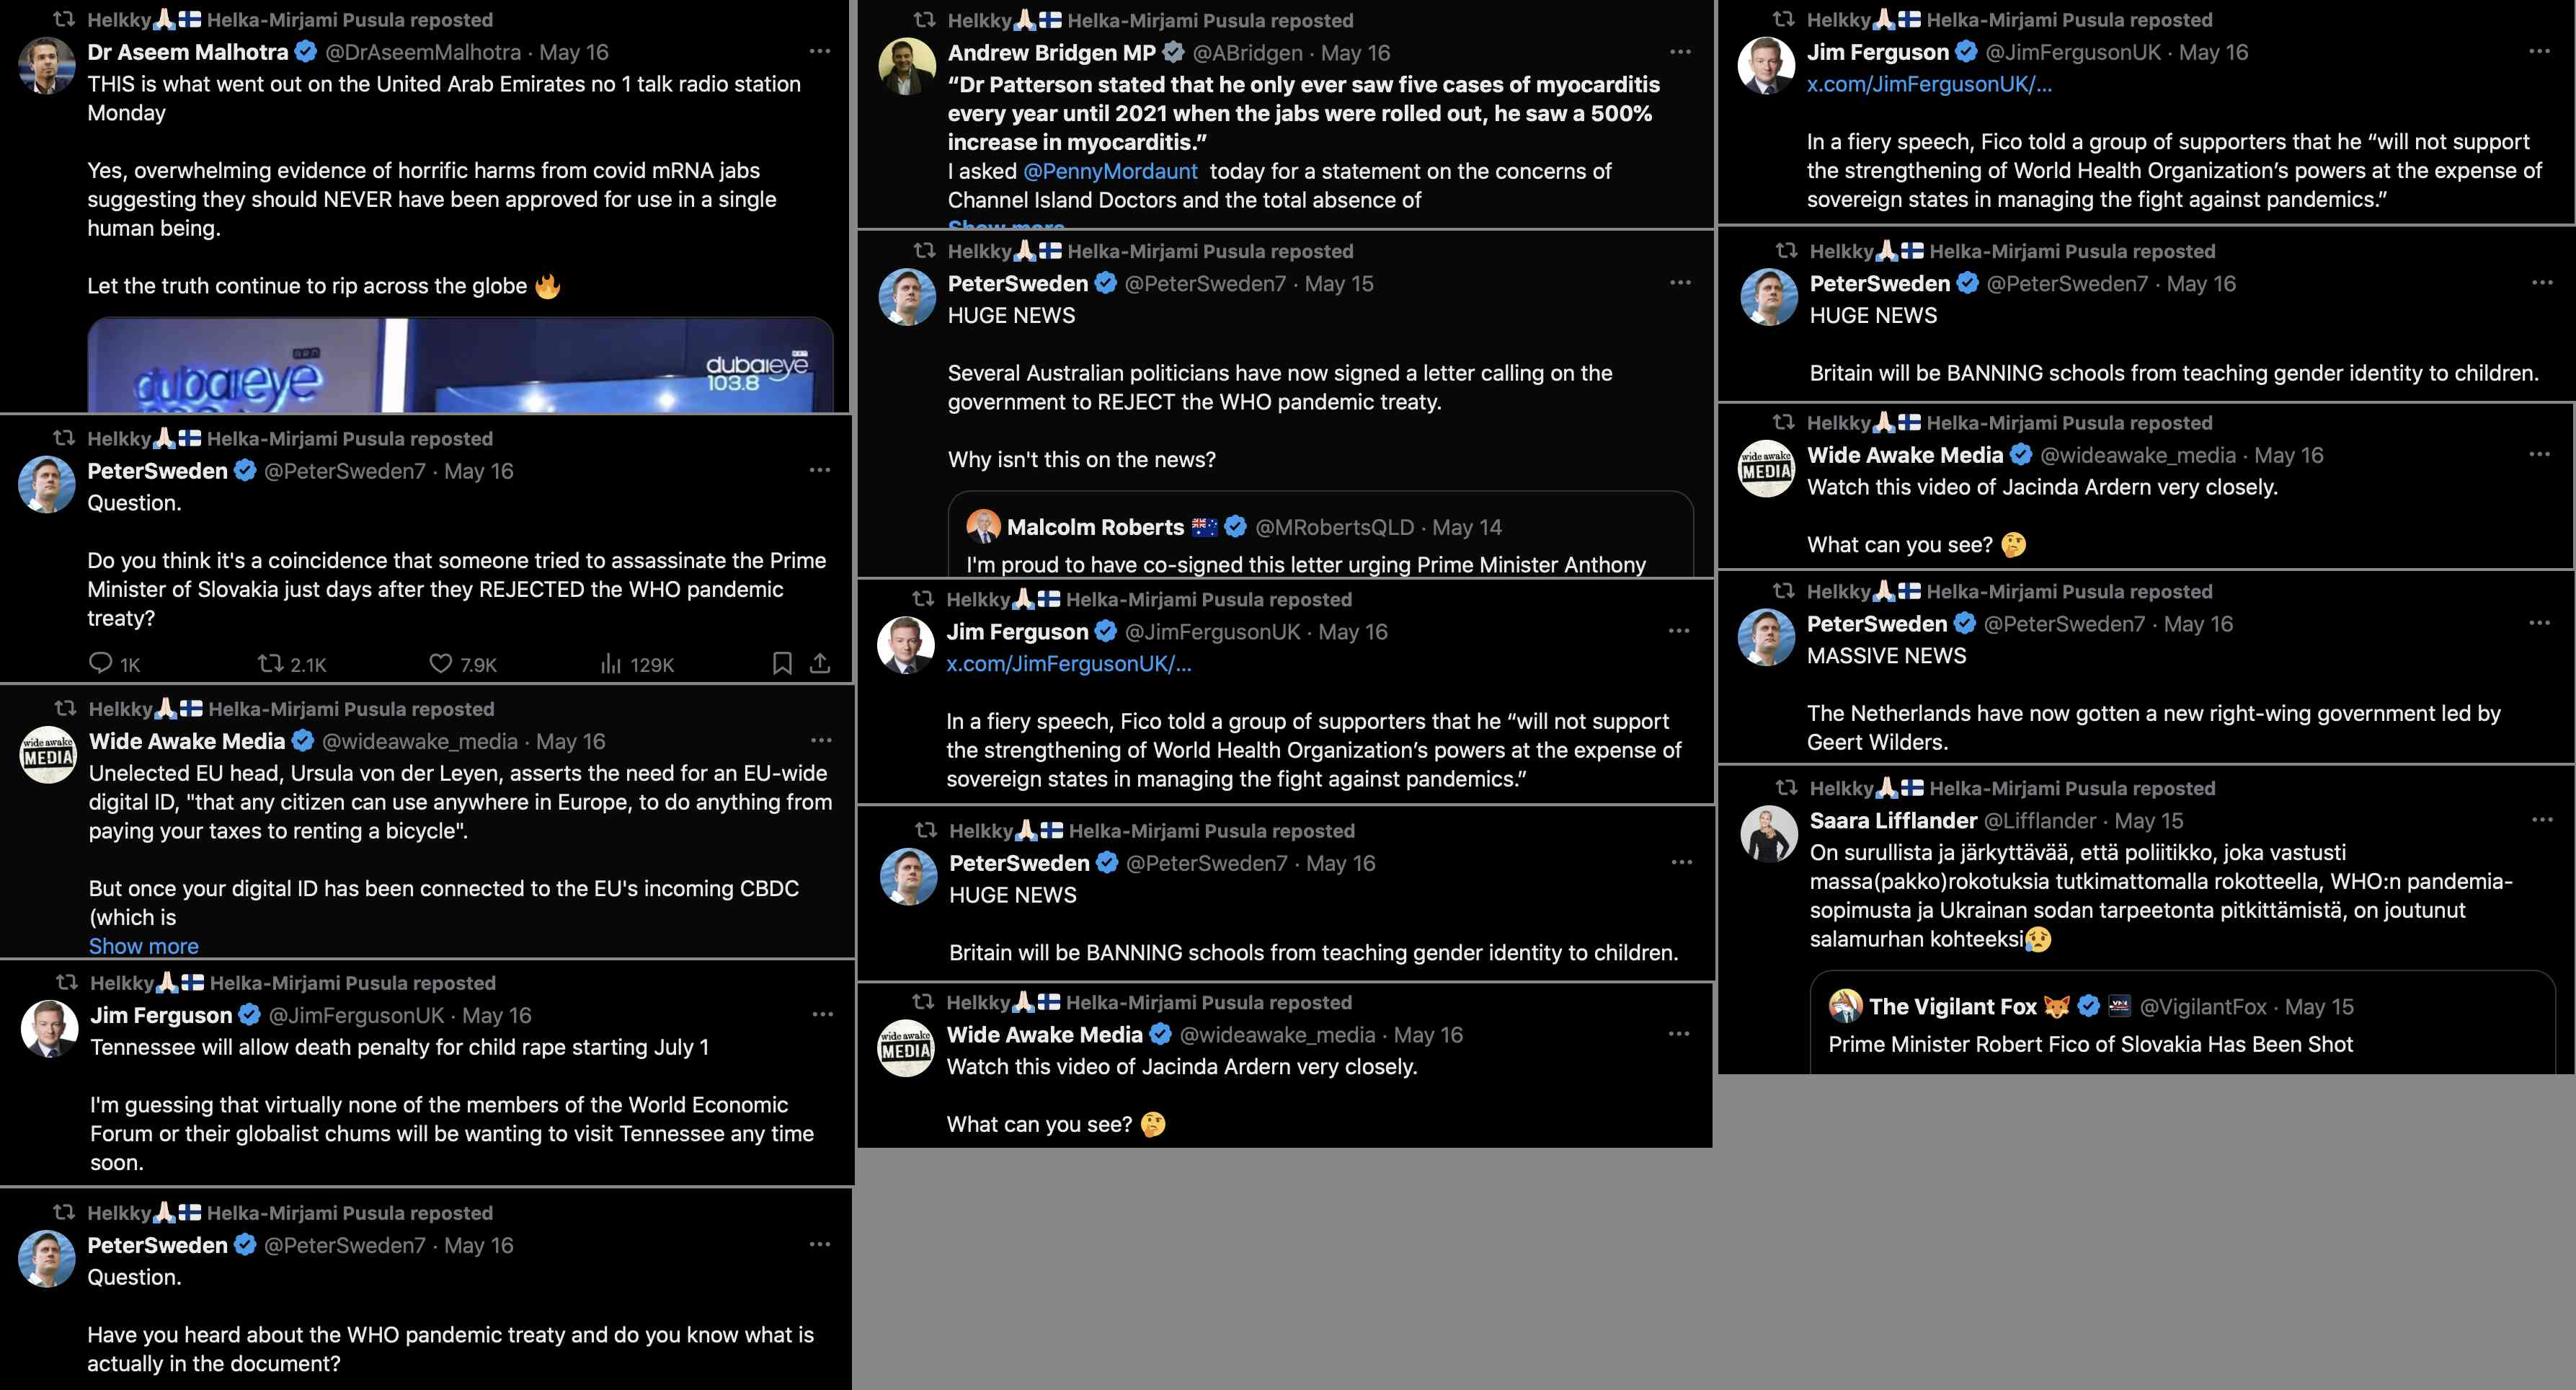 Helkky🙏🏻🇫🇮 Helka-Mirjami Pusula reposted
Dr Aseem Malhotra @DrAseemMalhotra · May 16
THIS is what went out on the United Arab Emirates no 1 talk radio station
Monday
Yes, overwhelming evidence of horrific harms from covid mRNA jabs
suggesting they should NEVER have been approved for use in a single
human being.
Let the truth continue to rip across the globe 🔥
arn
dubaieye
dubaieye
103.8
Helkky🙏🏻🇫🇮 Helka-Mirjami Pusula reposted
PeterSweden @PeterSweden7 · May 16
Question.
Do you think it's a coincidence that someone tried to assassinate the Prime
Minister of Slovakia just days after they REJECTED the WHO pandemic
treaty?
1K 2.1K 7.9K 129K
Helkky🙏🏻🇫🇮 Helka-Mirjami Pusula reposted
wide awake
MEDIA
Wide Awake Media @wideawake_media · May 16
Unelected EU head, Ursula von der Leyen, asserts the need for an EU-wide
digital ID, "that any citizen can use anywhere in Europe, to do anything from
paying your taxes to renting a bicycle".
But once your digital ID has been connected to the EU's incoming CBDC
(which is
Show more
Helkky🙏🏻🇫🇮 Helka-Mirjami Pusula reposted
Jim Ferguson @JimFergusonUK · May 16
Tennessee will allow death penalty for child rape starting July 1
I'm guessing that virtually none of the members of the World Economic
Forum or their globalist chums will be wanting to visit Tennessee any time
soon.
Helkky🙏🏻🇫🇮 Helka-Mirjami Pusula reposted
PeterSweden @PeterSweden7 · May 16
Question.
Have you heard about the WHO pandemic treaty and do you know what is
actually in the document?
Helkky🙏🏻🇫🇮 Helka-Mirjami Pusula reposted
Andrew Bridgen MP @ABridgen · May 16
“Dr Patterson stated that he only ever saw five cases of myocarditis
every year until 2021 when the jabs were rolled out, he saw a 500%
increase in myocarditis.”
I asked @PennyMordaunt today for a statement on the concerns of
Channel Island Doctors and the total absence of
Show more
Helkky🙏🏻🇫🇮 Helka-Mirjami Pusula reposted
PeterSweden @PeterSweden7 · May 15
HUGE NEWS
Several Australian politicians have now signed a letter calling on the
government to REJECT the WHO pandemic treaty.
Why isn't this on the news?
Malcolm Roberts 🇦🇺 @MRobertsQLD · May 14
I'm proud to have co-signed this letter urging Prime Minister Anthony
Helkky🙏🏻🇫🇮 Helka-Mirjami Pusula reposted
Jim Ferguson @JimFergusonUK · May 16
x.com/JimFergusonUK/...
In a fiery speech, Fico told a group of supporters that he “will not support
the strengthening of World Health Organization’s powers at the expense of
sovereign states in managing the fight against pandemics.”
Helkky🙏🏻🇫🇮 Helka-Mirjami Pusula reposted
PeterSweden @PeterSweden7 · May 16
HUGE NEWS
Britain will be BANNING schools from teaching gender identity to children.
Helkky🙏🏻🇫🇮 Helka-Mirjami Pusula reposted
wide awake
MEDIA
Wide Awake Media @wideawake_media · May 16
Watch this video of Jacinda Ardern very closely.
What can you see? 🤔
Helkky🙏🏻🇫🇮 Helka-Mirjami Pusula reposted
Jim Ferguson @JimFergusonUK · May 16
x.com/JimFergusonUK/...
In a fiery speech, Fico told a group of supporters that he “will not support
the strengthening of World Health Organization’s powers at the expense of
sovereign states in managing the fight against pandemics.”
Helkky🙏🏻🇫🇮 Helka-Mirjami Pusula reposted
PeterSweden @PeterSweden7 · May 16
HUGE NEWS
Britain will be BANNING schools from teaching gender identity to children.
Helkky🙏🏻🇫🇮 Helka-Mirjami Pusula reposted
wide awake
MEDIA
Wide Awake Media @wideawake_media · May 16
Watch this video of Jacinda Ardern very closely.
What can you see? 🤔
Helkky🙏🏻🇫🇮 Helka-Mirjami Pusula reposted
PeterSweden @PeterSweden7 · May 16
MASSIVE NEWS
The Netherlands have now gotten a new right-wing government led by
Geert Wilders.
Helkky🙏🏻🇫🇮 Helka-Mirjami Pusula reposted
Saara Lifflander @Lifflander · May 15
On surullista ja järkyttävää, että poliitikko, joka vastusti
massa(pakko)rokotuksia tutkimattomalla rokotteella, WHO:n pandemia-
sopimusta ja Ukrainan sodan tarpeetonta pitkittämistä, on joutunut
salamurhan kohteeksi😢
The Vigilant Fox 🦊 @VigilantFox · May 15
Prime Minister Robert Fico of Slovakia Has Been Shot